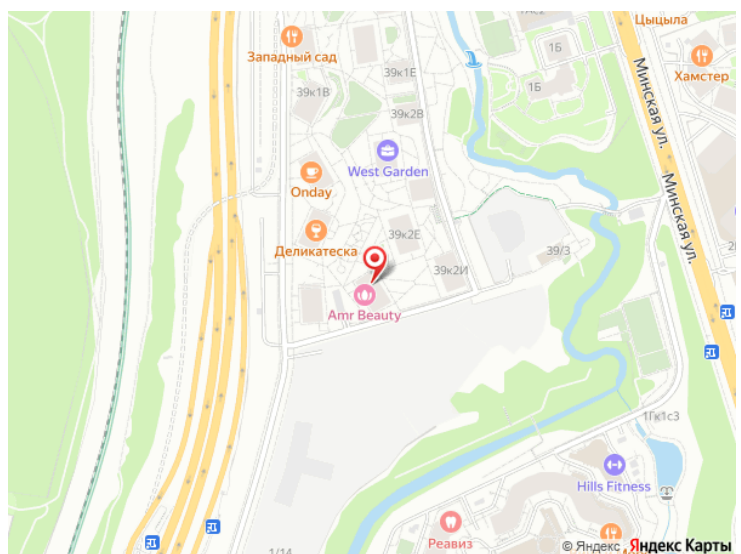 Цыцыла
1Б
Западный сад
39к1Е
Хамстер
Минская ул.
1Б
39к1В
39к2В
West Garden
Минская ул.
Onday
39к2Е
Деликатеска
39/3
39к2И
Amr Beauty
1Гк1с3
Hills Fitness
Реавиз
1/14
© Яндекс Яндекс Карты